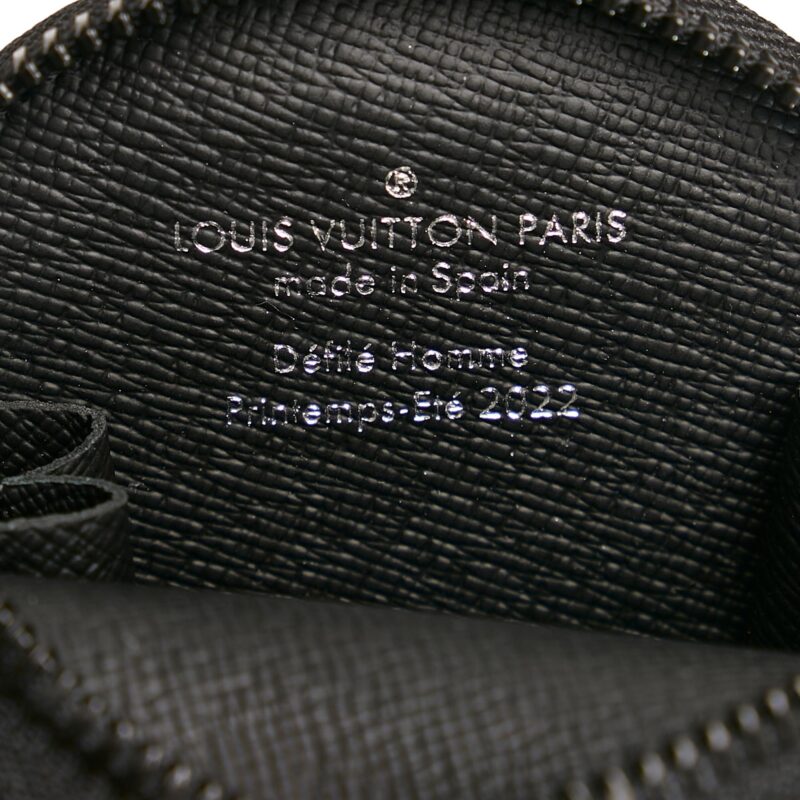 ®
LOUIS VUITTON PARIS
made in Spain
Défilé Homme
Printemps-Eté 2022